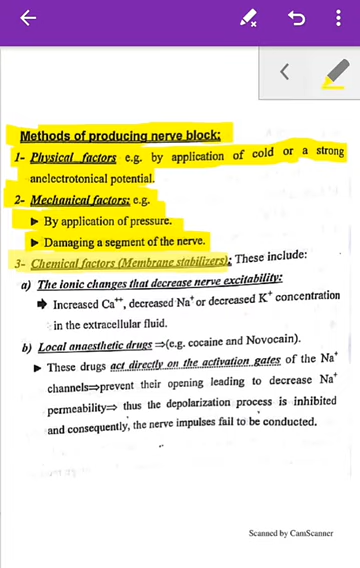 Methods of producing nerve block:
1- Physical factors e.g. by application of cold or a strong
anelectrotonical potential.
2- Mechanical factors: e.g.
► By application of pressure.
► Damaging a segment of the nerve.
3- Chemical factors (Membrane stabilizers): These include:
a) The ionic changes that decrease nerve excitability:
➔ Increased Ca⁺⁺, decreased Na⁺ or decreased K⁺ concentration
in the extracellular fluid.
b) Local anaesthetic drugs ⇒(e.g. cocaine and Novocain).
► These drugs act directly on the activation gates of the Na⁺
channels⇒prevent their opening leading to decrease Na⁺
permeability⇒ thus the depolarization process is inhibited
and consequently, the nerve impulses fail to be conducted.
Scanned by CamScanner